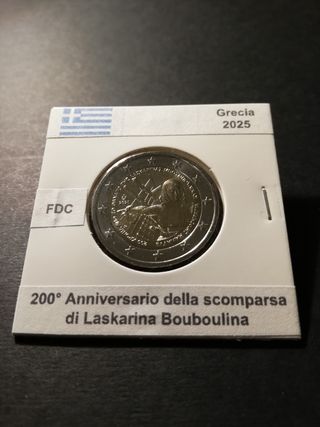 Grecia
2025
FDC
200° Anniversario della scomparsa
di Laskarina Bouboulina